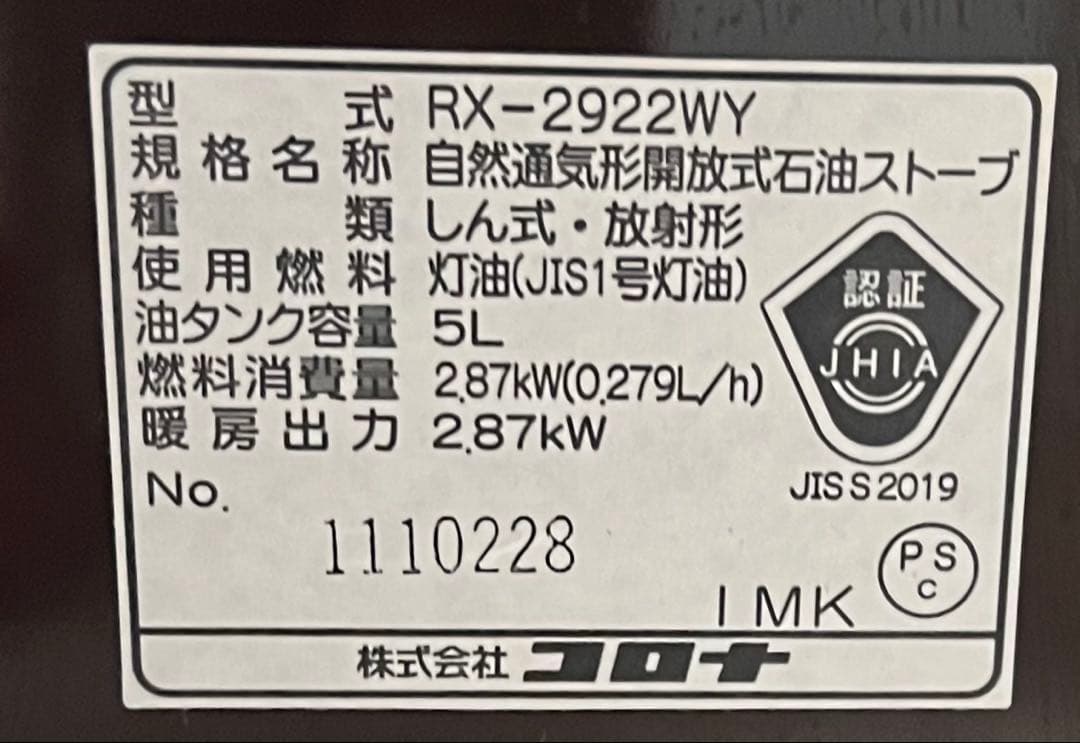 型式 RX-2922WY
規格名称 自然通気形開放式石油ストーブ
種類 しん式・放射形
使用燃料 灯油(JIS1号灯油)
油タンク容量 5L
燃料消費量 2.87kW(0.279L/h)
暖房出力 2.87kW
認証
JHIA
JIS S 2019
No.
1110228
PS
C
IMK
株式会社 コロナ